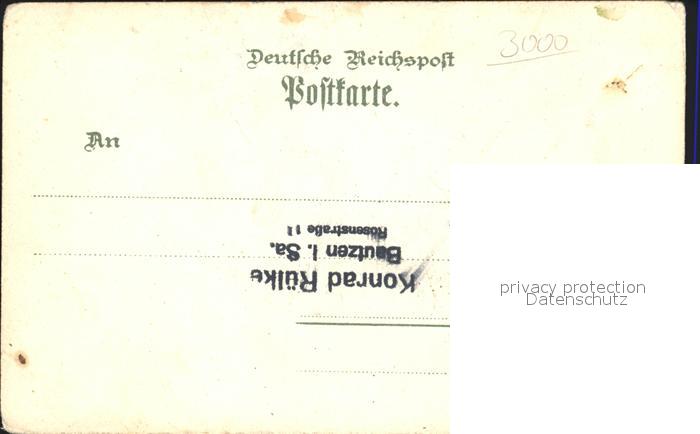 Deutsche Reichspost
3000
Postkarte.
An
Konrad Rülke
Bautzen i. Sa.
Rosenstraße 11
privacy protection
Datenschutz